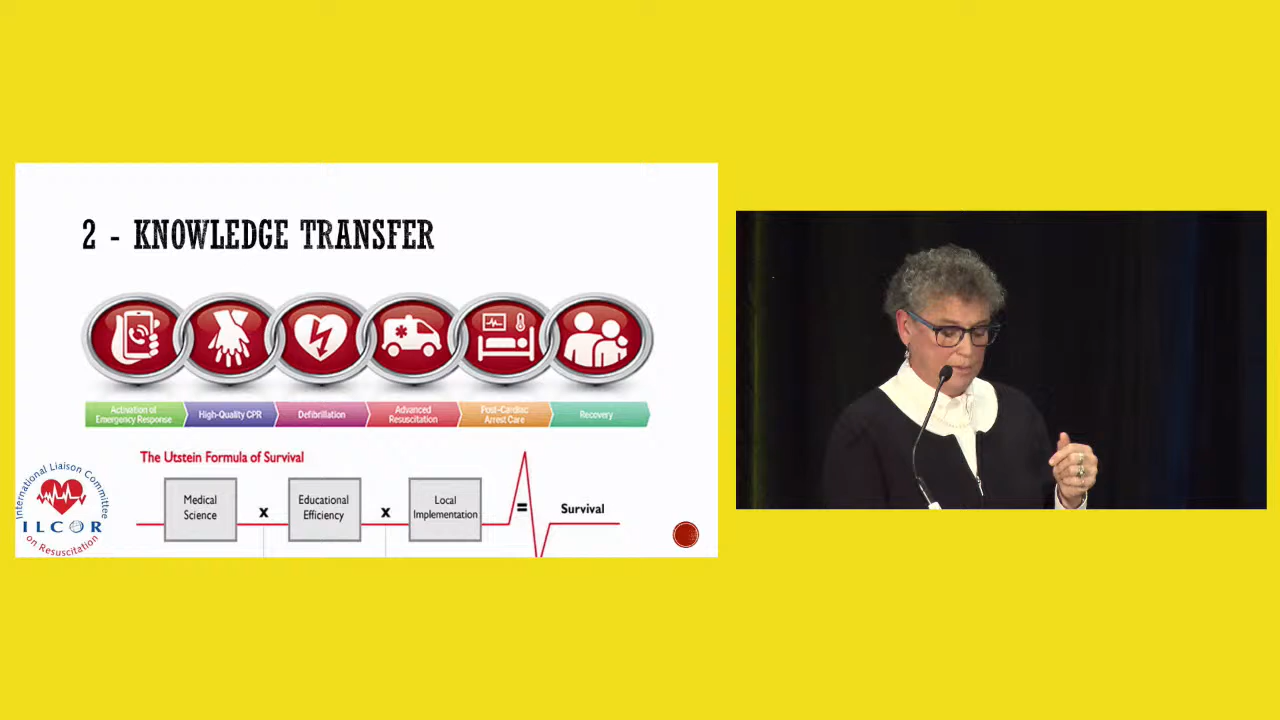 2 - KNOWLEDGE TRANSFER
Activation of
Emergency Response
High-Quality CPR
Defibrillation
Advanced
Resuscitation
Post-Cardiac
Arrest Care
Recovery
The Utstein Formula of Survival
Medical
Science
x
Educational
Efficiency
x
Local
Implementation
=
Survival
International Liaison Committee
ILCOR
on Resuscitation